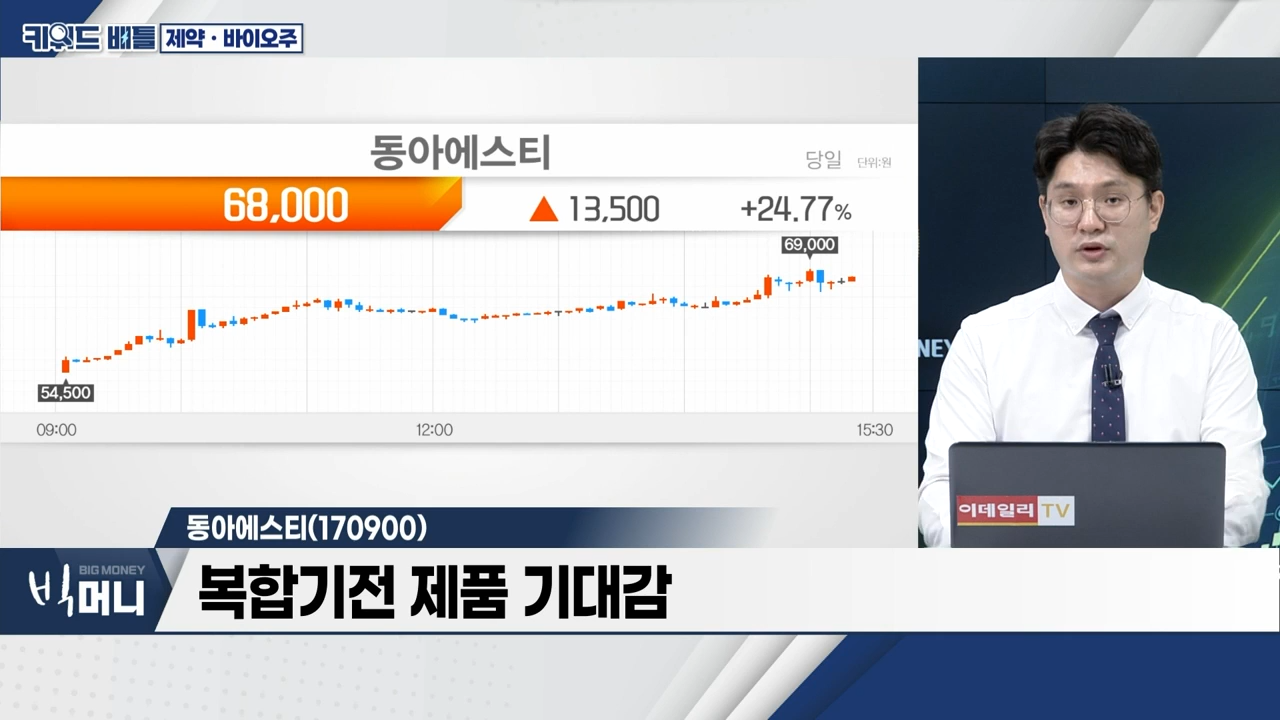 키워드 배틀 제약·바이오주
동아에스티
당일 단위:원
68,000 ▲ 13,500 +24.77%
69,000
54,500
09:00 12:00 15:30
NEY
이데일리TV
동아에스티(170900)
BIG MONEY
빅머니
복합기전 제품 기대감